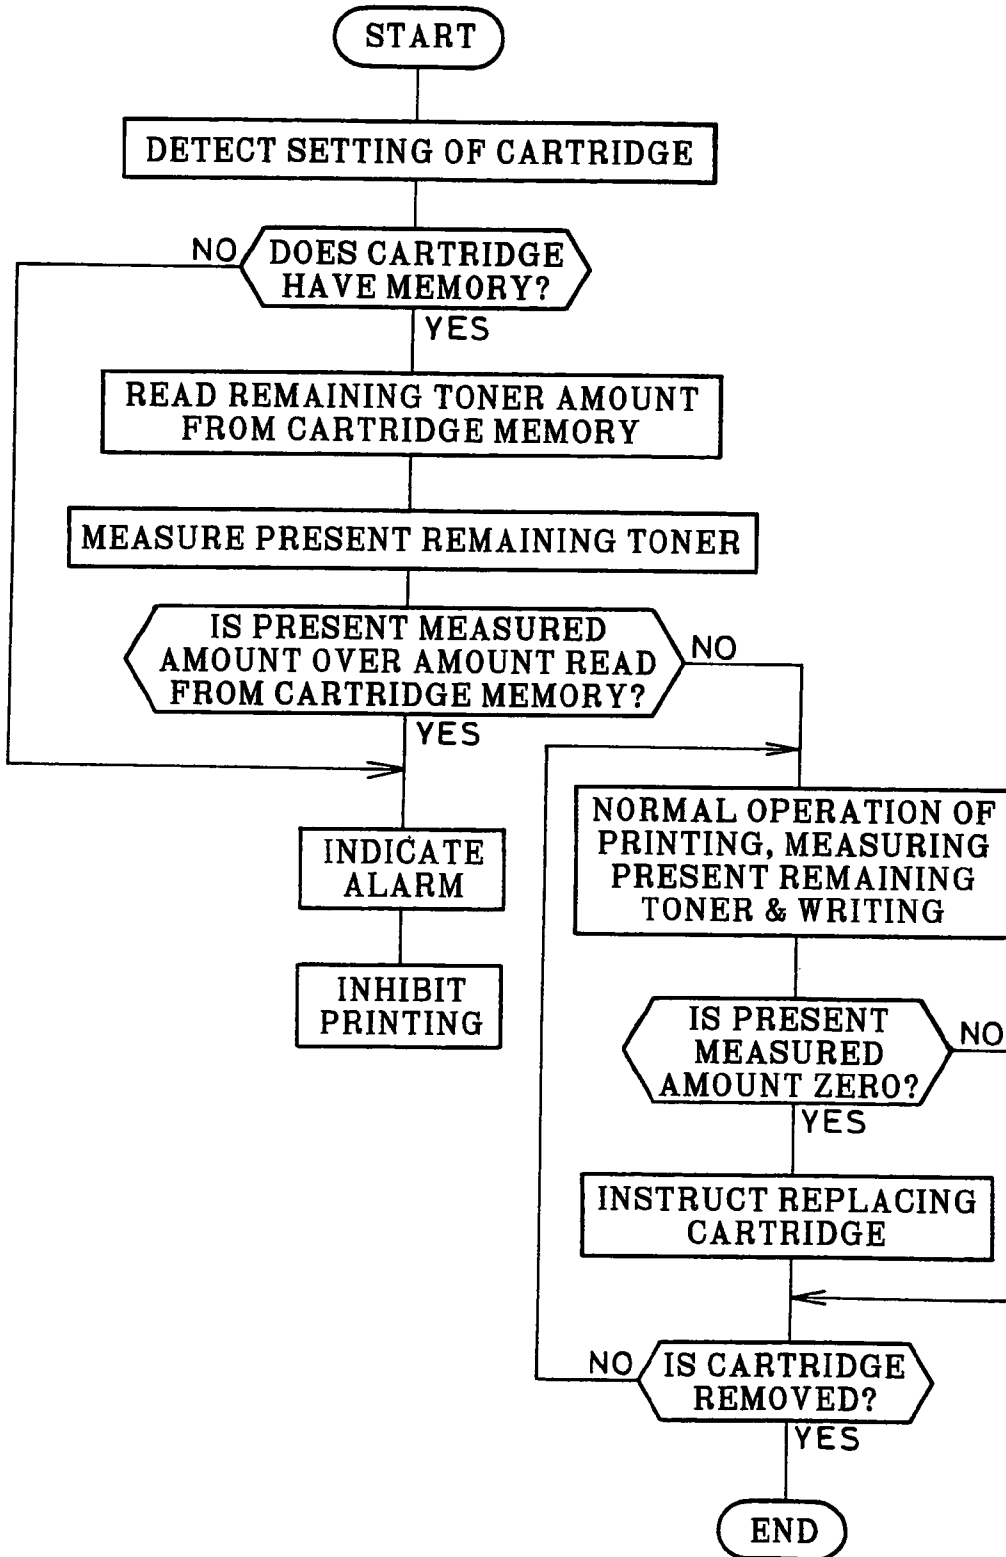 START
DETECT SETTING OF CARTRIDGE
NO
DOES CARTRIDGE
HAVE MEMORY?
YES
READ REMAINING TONER AMOUNT
FROM CARTRIDGE MEMORY
MEASURE PRESENT REMAINING TONER
IS PRESENT MEASURED
AMOUNT OVER AMOUNT READ
FROM CARTRIDGE MEMORY?
NO
YES
INDICATE
ALARM
INHIBIT
PRINTING
NORMAL OPERATION OF
PRINTING, MEASURING
PRESENT REMAINING
TONER & WRITING
IS PRESENT
MEASURED
AMOUNT ZERO?
NO
YES
INSTRUCT REPLACING
CARTRIDGE
NO
IS CARTRIDGE
REMOVED?
YES
END